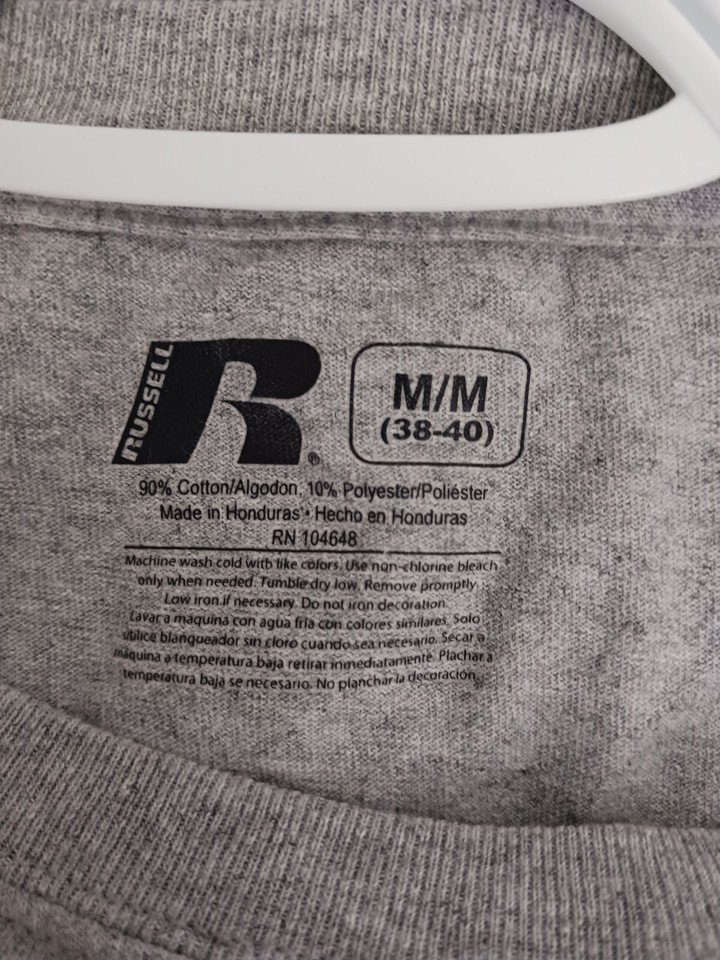 RUSSELL
R®
M/M
(38-40)
90% Cotton/Algodon, 10% Polyester/Poliéster
Made in Honduras • Hecho en Honduras
RN 104648
Machine wash cold with like colors. Use non-chlorine bleach
only when needed. Tumble dry low. Remove promptly.
Low iron if necessary. Do not iron decoration.
Lavar a maquina con agua fria con colores similares. Solo
utilice blanqueador sin cloro cuando sea necesario. Secar a
maquina a temperatura baja retirar inmediatamente. Planchar a
temperatura baja se necesario. No planchar la decoración.